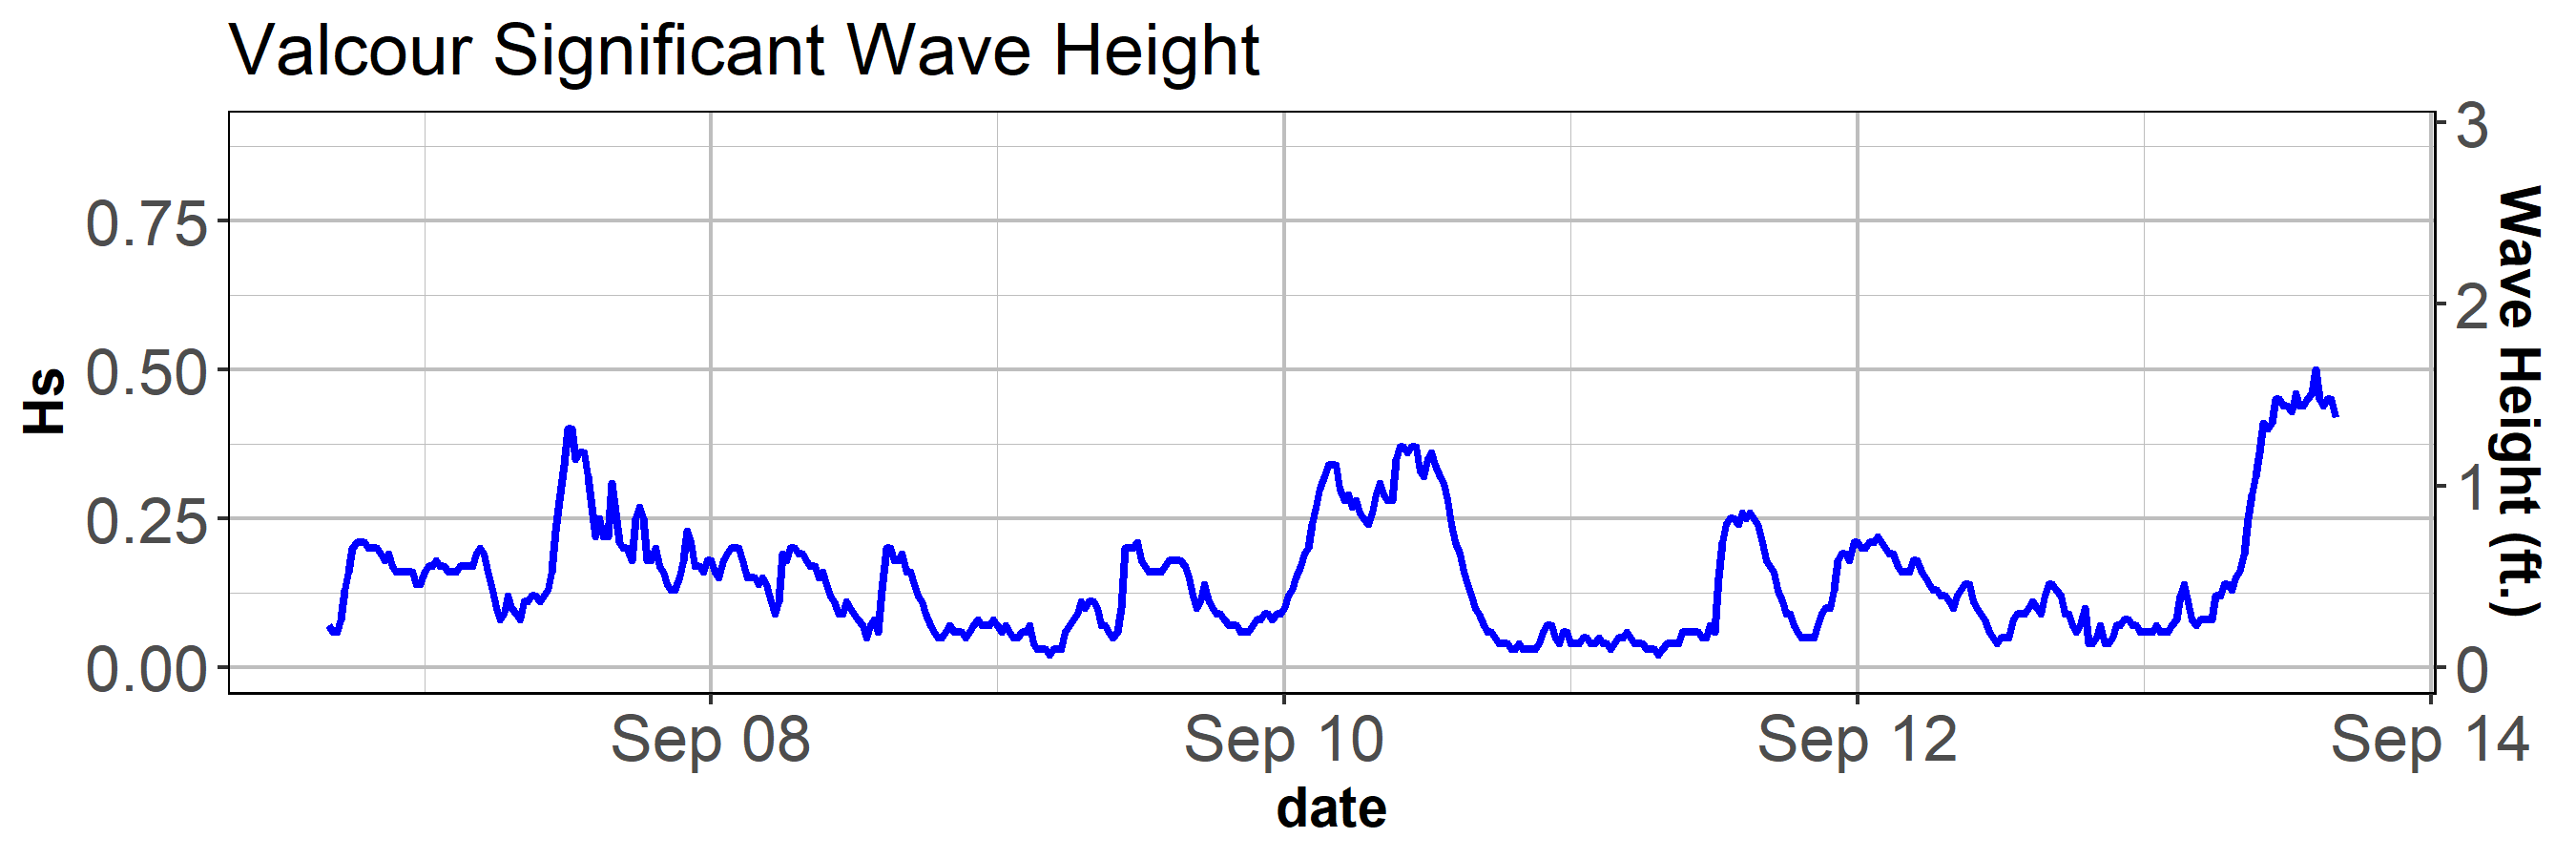 Valcour Significant Wave Height
Hs
0.75
0.50
0.25
0.00
3
2
1
0
Wave Height (ft.)
Sep 08
Sep 10
Sep 12
Sep 14
date